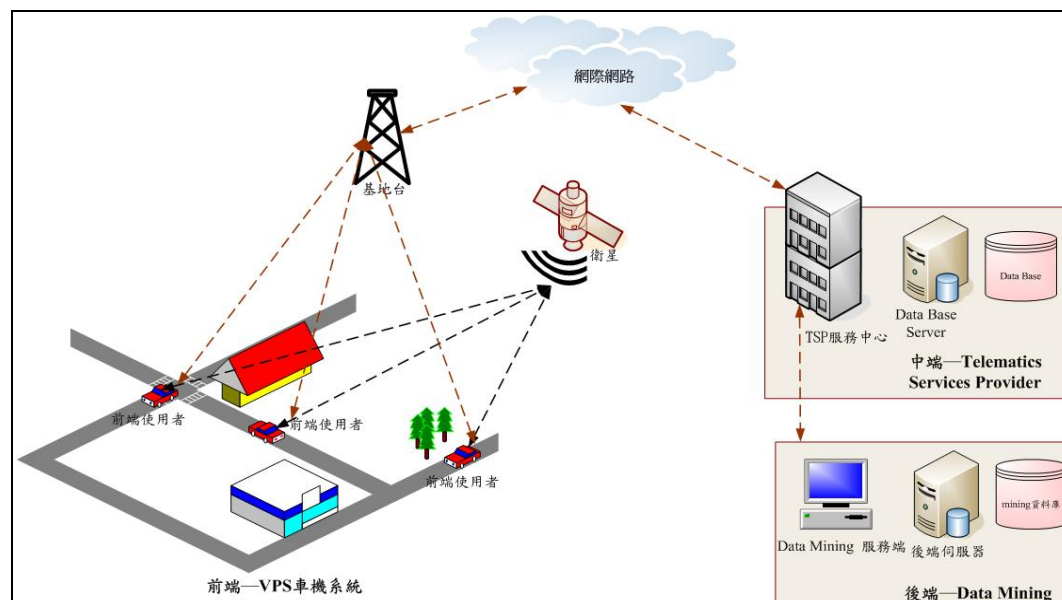 網際網路
基地台
衛星
TSP服務中心
Data Base
Server
Data Base
中端—Telematics
Services Provider
前端使用者
前端使用者
前端使用者
前端—VPS車機系統
Data Mining 服務端
後端伺服器
mining資料庫
後端—Data Mining